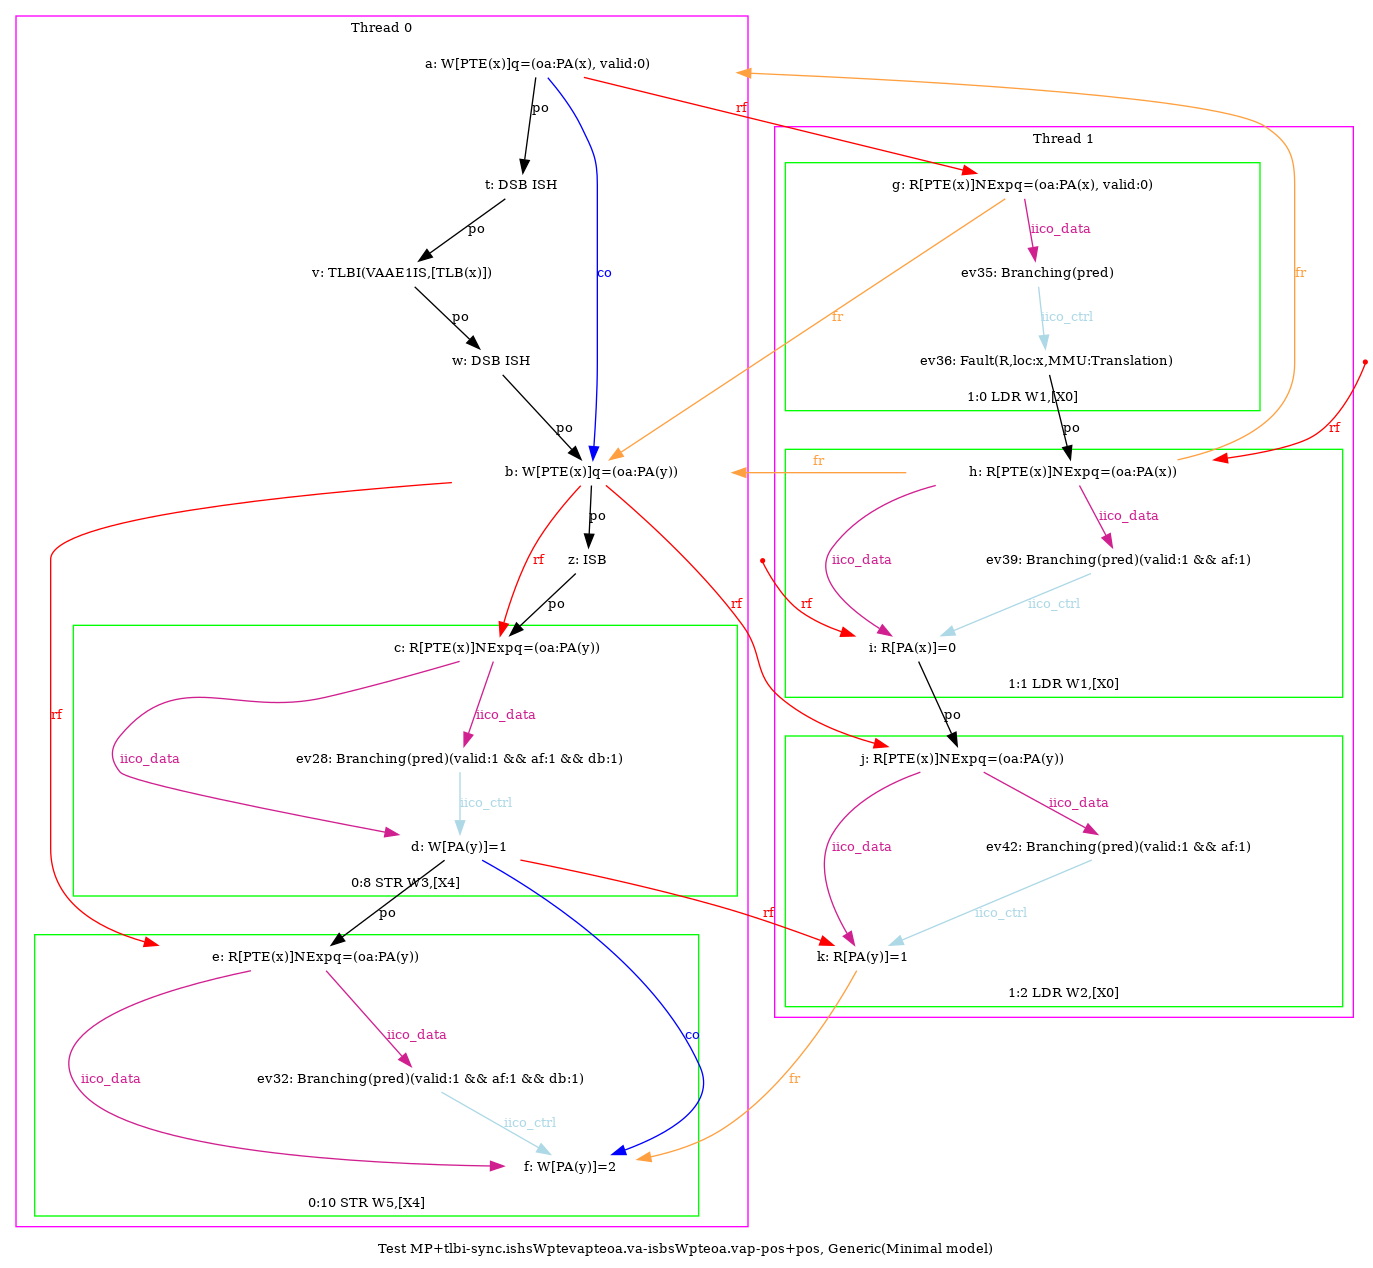 Thread 0
a: W[PTE(x)]q=(oa:PA(x), valid:0)
po
rf
Thread 1
t: DSB ISH
g: R[PTE(x)]NExpq=(oa:PA(x), valid:0)
po
iico_data
v: TLBI(VAAE1IS,[TLB(x)])
co
ev35: Branching(pred)
fr
po
fr
iico_ctrl
w: DSB ISH
ev36: Fault(R,loc:x,MMU:Translation)
1:0 LDR W1,[X0]
po
po
rf
fr
b: W[PTE(x)]q=(oa:PA(y))
h: R[PTE(x)]NExpq=(oa:PA(x))
po
iico_data
rf
z: ISB
iico_data
ev39: Branching(pred)(valid:1 && af:1)
po
rf
rf
iico_ctrl
c: R[PTE(x)]NExpq=(oa:PA(y))
i: R[PA(x)]=0
1:1 LDR W1,[X0]
rf
iico_data
po
iico_data
ev28: Branching(pred)(valid:1 && af:1 && db:1)
j: R[PTE(x)]NExpq=(oa:PA(y))
iico_ctrl
iico_data
d: W[PA(y)]=1
iico_data
ev42: Branching(pred)(valid:1 && af:1)
0:8 STR W3,[X4]
po
rf
iico_ctrl
e: R[PTE(x)]NExpq=(oa:PA(y))
k: R[PA(y)]=1
1:2 LDR W2,[X0]
iico_data
co
iico_data
ev32: Branching(pred)(valid:1 && af:1 && db:1)
fr
iico_ctrl
f: W[PA(y)]=2
0:10 STR W5,[X4]
Test MP+tlbi-sync.ishsWptevapteoa.va-isbsWpteoa.vap-pos+pos, Generic(Minimal model)